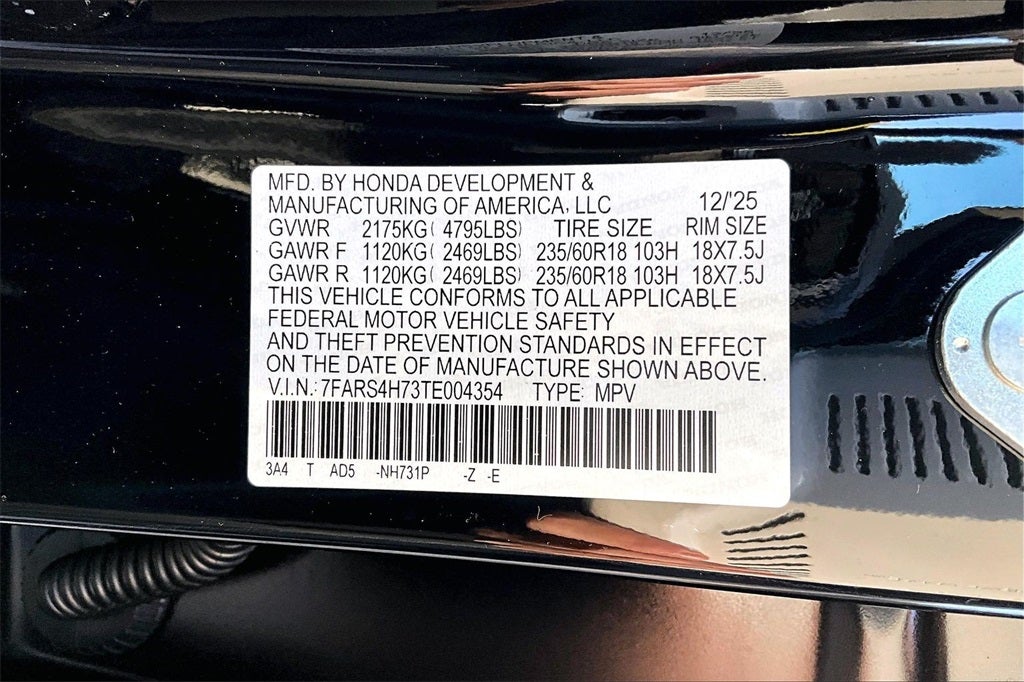 MFD. BY HONDA DEVELOPMENT &
MANUFACTURING OF AMERICA, LLC 12/'25
GVWR 2175KG( 4795LBS) TIRE SIZE RIM SIZE
GAWR F 1120KG( 2469LBS) 235/60R18 103H 18X7.5J
GAWR R 1120KG( 2469LBS) 235/60R18 103H 18X7.5J
THIS VEHICLE CONFORMS TO ALL APPLICABLE
FEDERAL MOTOR VEHICLE SAFETY
AND THEFT PREVENTION STANDARDS IN EFFECT
ON THE DATE OF MANUFACTURE SHOWN ABOVE.
V.I.N.: 7FARS4H73TE004354 TYPE: MPV
3A4 T AD5 -NH731P -Z -E